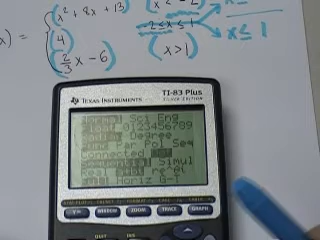 x² + 8x + 13
4
-2 ≤ x ≤ 1
x ≤ 1
2/3 x - 6
(x > 1)
TEXAS INSTRUMENTS
TI-83 Plus
SILVER EDITION
Normal Sci Eng
Float 0123456789
Radian Degree
Func Par Pol Seq
Connected Dot
Sequential Simul
Real a+bi re^θi
Full Horiz G-T
Y=
WINDOW
ZOOM
TRACE
GRAPH
QUIT